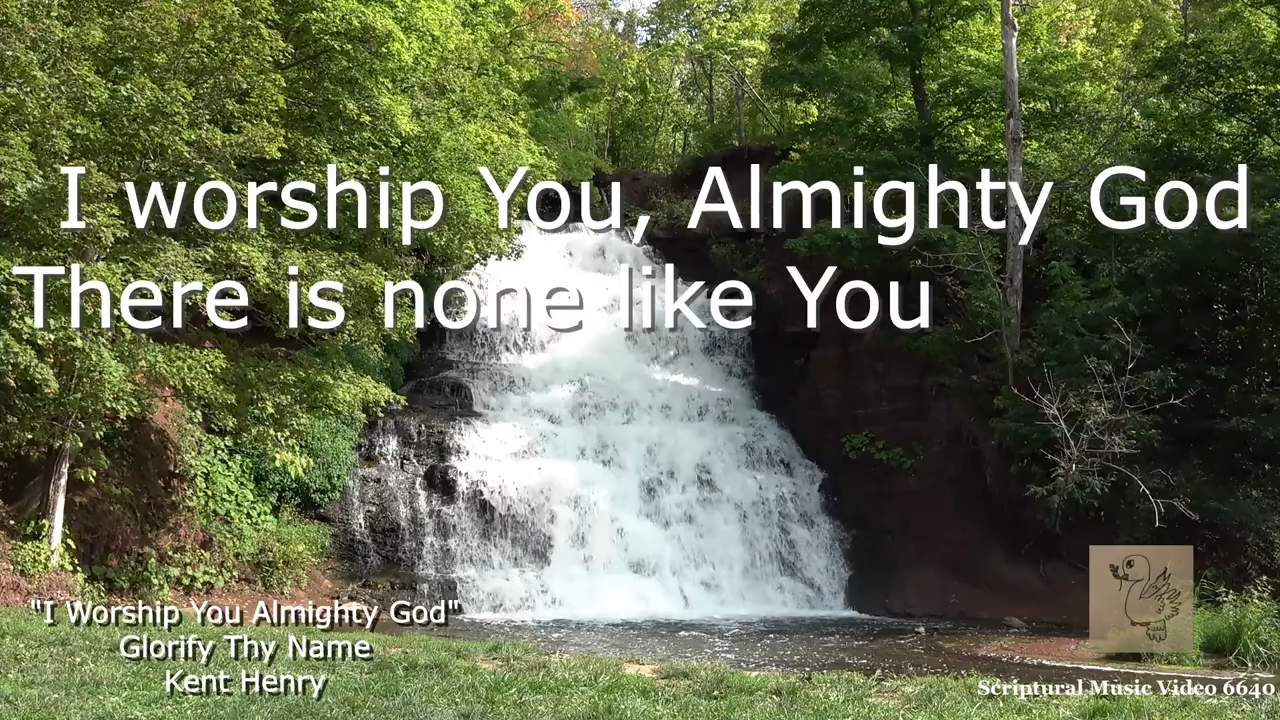 I worship You, Almighty God
There is none like You
"I Worship You Almighty God"
Glorify Thy Name
Kent Henry
Scriptural Music Video 6640